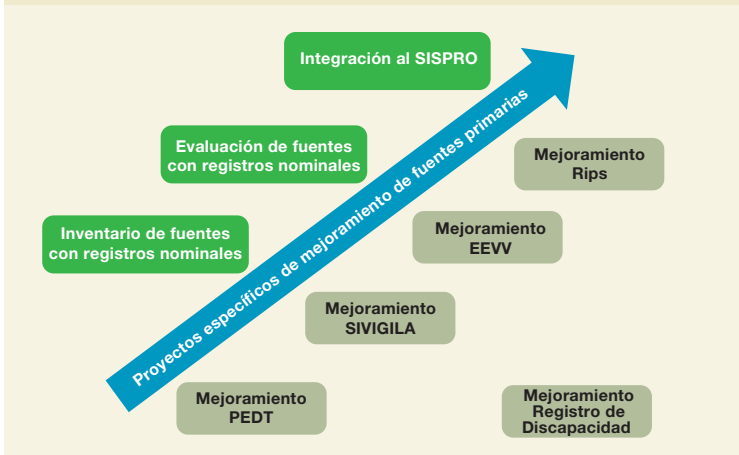 Integración al SISPRO
Evaluación de fuentes
con registros nominales
Inventario de fuentes
con registros nominales
Proyectos específicos de mejoramiento de fuentes primarias
Mejoramiento
Rips
Mejoramiento
EEVV
Mejoramiento
SIVIGILA
Mejoramiento
PEDT
Mejoramiento
Registro de
Discapacidad